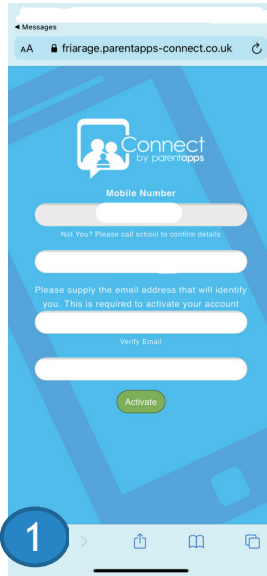 Messages
AA friarage.parentapps-connect.co.uk
Connect
by parentapps
Mobile Number
Not You? Please call school to confirm details
Please supply the email address that will identify
you. This is required to activate your account
Verify Email
Activate
1